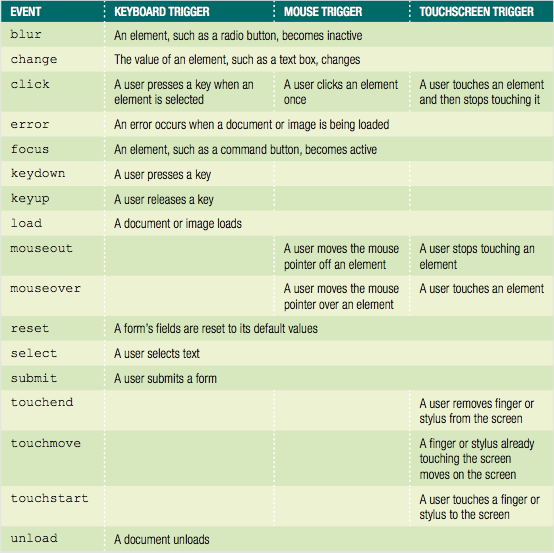 EVENT KEYBOARD TRIGGER MOUSE TRIGGER TOUCHSCREEN TRIGGER
blur An element, such as a radio button, becomes inactive
change The value of an element, such as a text box, changes
click A user presses a key when an element is selected A user clicks an element once A user touches an element and then stops touching it
error An error occurs when a document or image is being loaded
focus An element, such as a command button, becomes active
keydown A user presses a key
keyup A user releases a key
load A document or image loads
mouseout A user moves the mouse pointer off an element A user stops touching an element
mouseover A user moves the mouse pointer over an element A user touches an element
reset A form's fields are reset to its default values
select A user selects text
submit A user submits a form
touchend A user removes finger or stylus from the screen
touchmove A finger or stylus already touching the screen moves on the screen
touchstart A user touches a finger or stylus to the screen
unload A document unloads